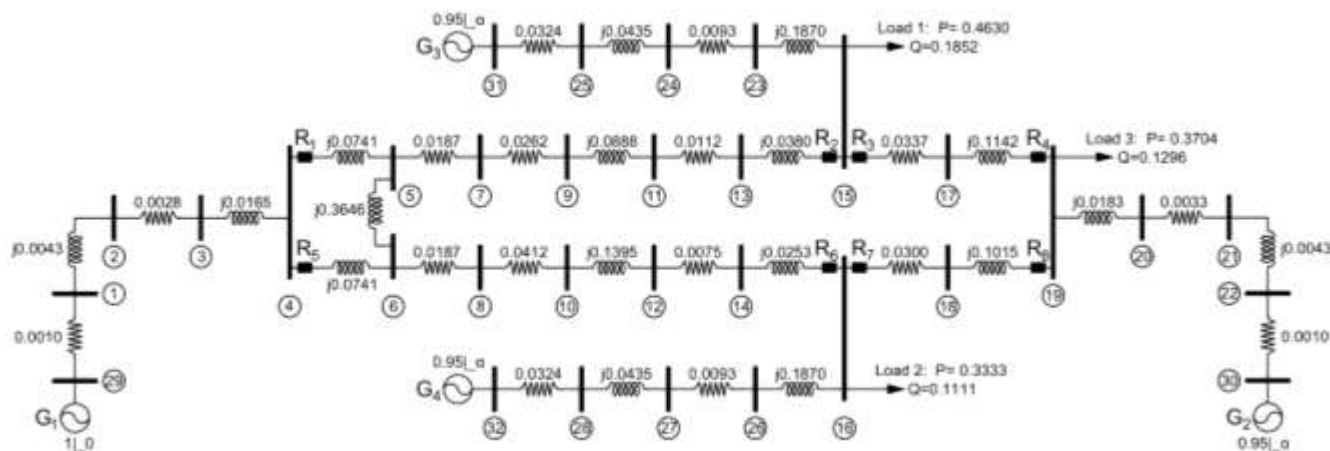 0.95|_α
G3
0.0324
j0.0435
0.0093
j0.1870
Load 1: P= 0.4630
Q=0.1852
31
25
24
23
R1
j0.0741
0.0187
0.0262
j0.0888
0.0112
j0.0380
R2
R3
0.0337
j0.1142
R4
Load 3: P= 0.3704
Q=0.1296
5
7
9
11
13
15
17
0.0028
j0.0165
j0.3646
j0.0183
0.0033
j0.0043
2
3
R5
j0.0741
0.0187
0.0412
j0.1395
0.0075
j0.0253
R6
R7
0.0300
j0.1015
20
21
j0.0043
1
4
6
8
10
12
14
18
19
22
0.0010
0.0010
29
0.95|_α
G4
0.0324
j0.0435
0.0093
j0.1870
Load 2: P= 0.3333
Q=0.1111
30
G1
1|_0
32
28
27
26
16
G2
0.95|_α